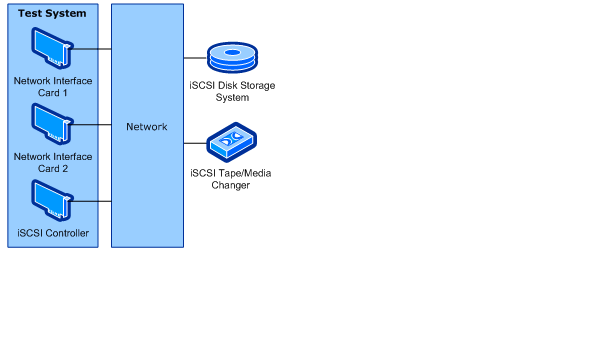 Test System
Network Interface
Card 1
Network Interface
Card 2
iSCSI Controller
Network
iSCSI Disk Storage
System
iSCSI Tape/Media
Changer